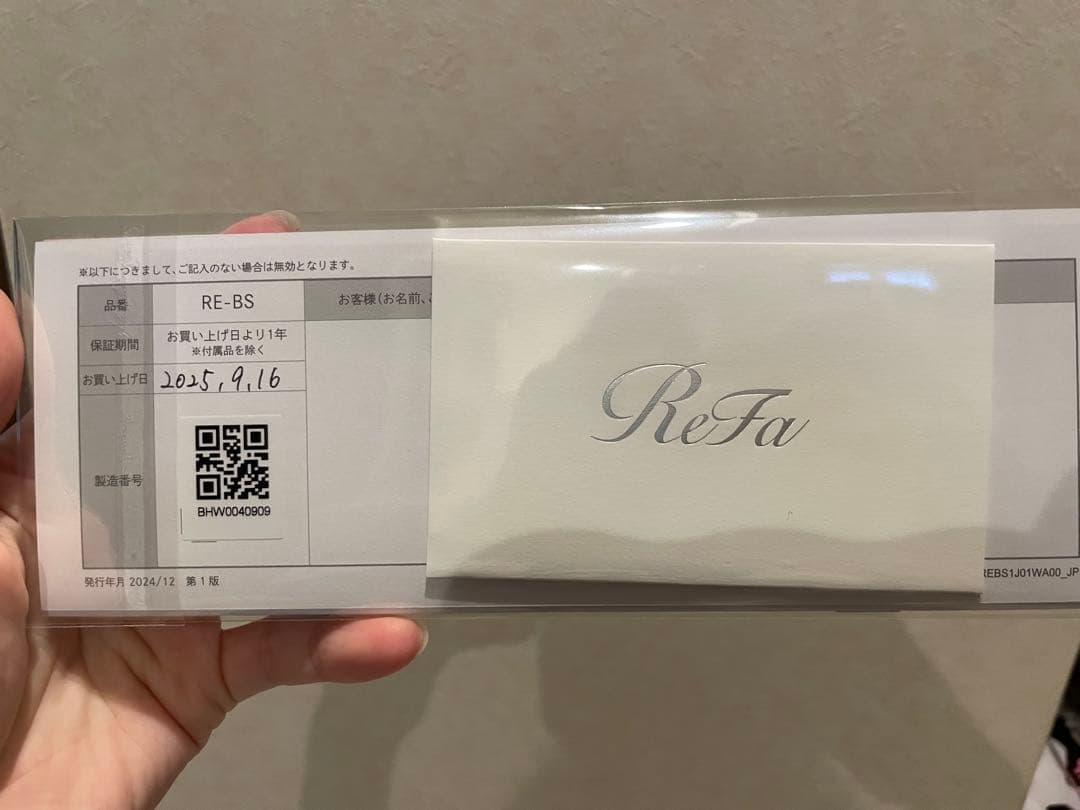 ※以下につきまして、ご記入のない場合は無効となります。
品番 RE-BS お客様(お名前、
保証期間 お買い上げ日より1年
※付属品を除く
お買い上げ日 2025.9.16
製造番号
BHW0040909
発行年月 2024/12 第1版
REBS1J01WA00_JP
ReFa